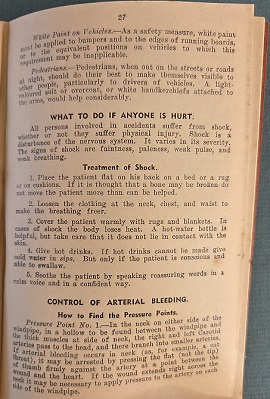 27
White Paint on Vehicles.—As a safety measure, white paint
must be applied to bumpers and to the edges of running boards,
or to the equivalent positions on vehicles to which this
requirement may be inapplicable.
Pedestrians.—Pedestrians, when out on the streets or roads
at night, should do their best to make themselves visible to
other people, particularly to drivers of vehicles. A light-
coloured suit or overcoat, or white handkerchiefs attached to
the arms, would help considerably.
WHAT TO DO IF ANYONE IS HURT.
All persons involved in accidents suffer from shock,
whether or not they suffer physical injury. Shock is a
disturbance of the nervous system. It varies in its severity.
The signs of shock are faintness, paleness, weak pulse, and
weak breathing.
Treatment of Shock.
1. Place the patient flat on his back on a bed or a rug
or on cushions. If it is thought that a bone may be broken do
not move the patient more than can be helped.
2. Loosen the clothing at the neck, chest, and waist to
make the breathing freer.
3. Cover the patient warmly with rugs and blankets. In
cases of shock the body loses heat. A hot-water bottle is
helpful, but take care that it does not lie in contact with the
skin.
4. Give hot drinks. If hot drinks cannot be made give
cold water in sips. But only if the patient is conscious and
able to swallow.
5. Soothe the patient by speaking reassuring words in a
calm voice and in a confident way.
CONTROL OF ARTERIAL BLEEDING.
How to Find the Pressure Points.
Pressure Point No. 1.—In the neck on either side of the
windpipe, in a hollow to be found between the windpipe and
the thick muscles at side of neck, the right and left Carotid
arteries pass to the head, and there branch into smaller arteries.
If arterial bleeding occurs in neck (as, for example, a cut
throat), it may be arrested by pressing the flat (not the tip)
of thumb firmly against the artery at a point between the
wound and the heart. If the wound extends right across the
neck it may be necessary to apply pressure to the artery on each
side of the windpipe.